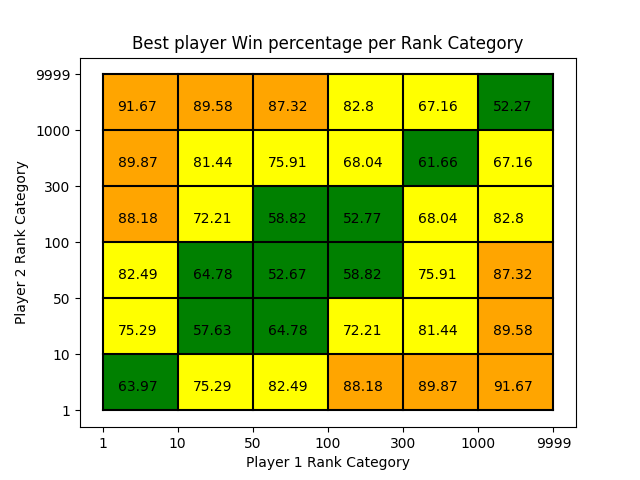 Best player Win percentage per Rank Category
9999
91.67 89.58 87.32 82.8 67.16 52.27
1000
89.87 81.44 75.91 68.04 61.66 67.16
300
88.18 72.21 58.82 52.77 68.04 82.8
100
82.49 64.78 52.67 58.82 75.91 87.32
50
75.29 57.63 64.78 72.21 81.44 89.58
10
63.97 75.29 82.49 88.18 89.87 91.67
1
Player 2 Rank Category
1 10 50 100 300 1000 9999
Player 1 Rank Category